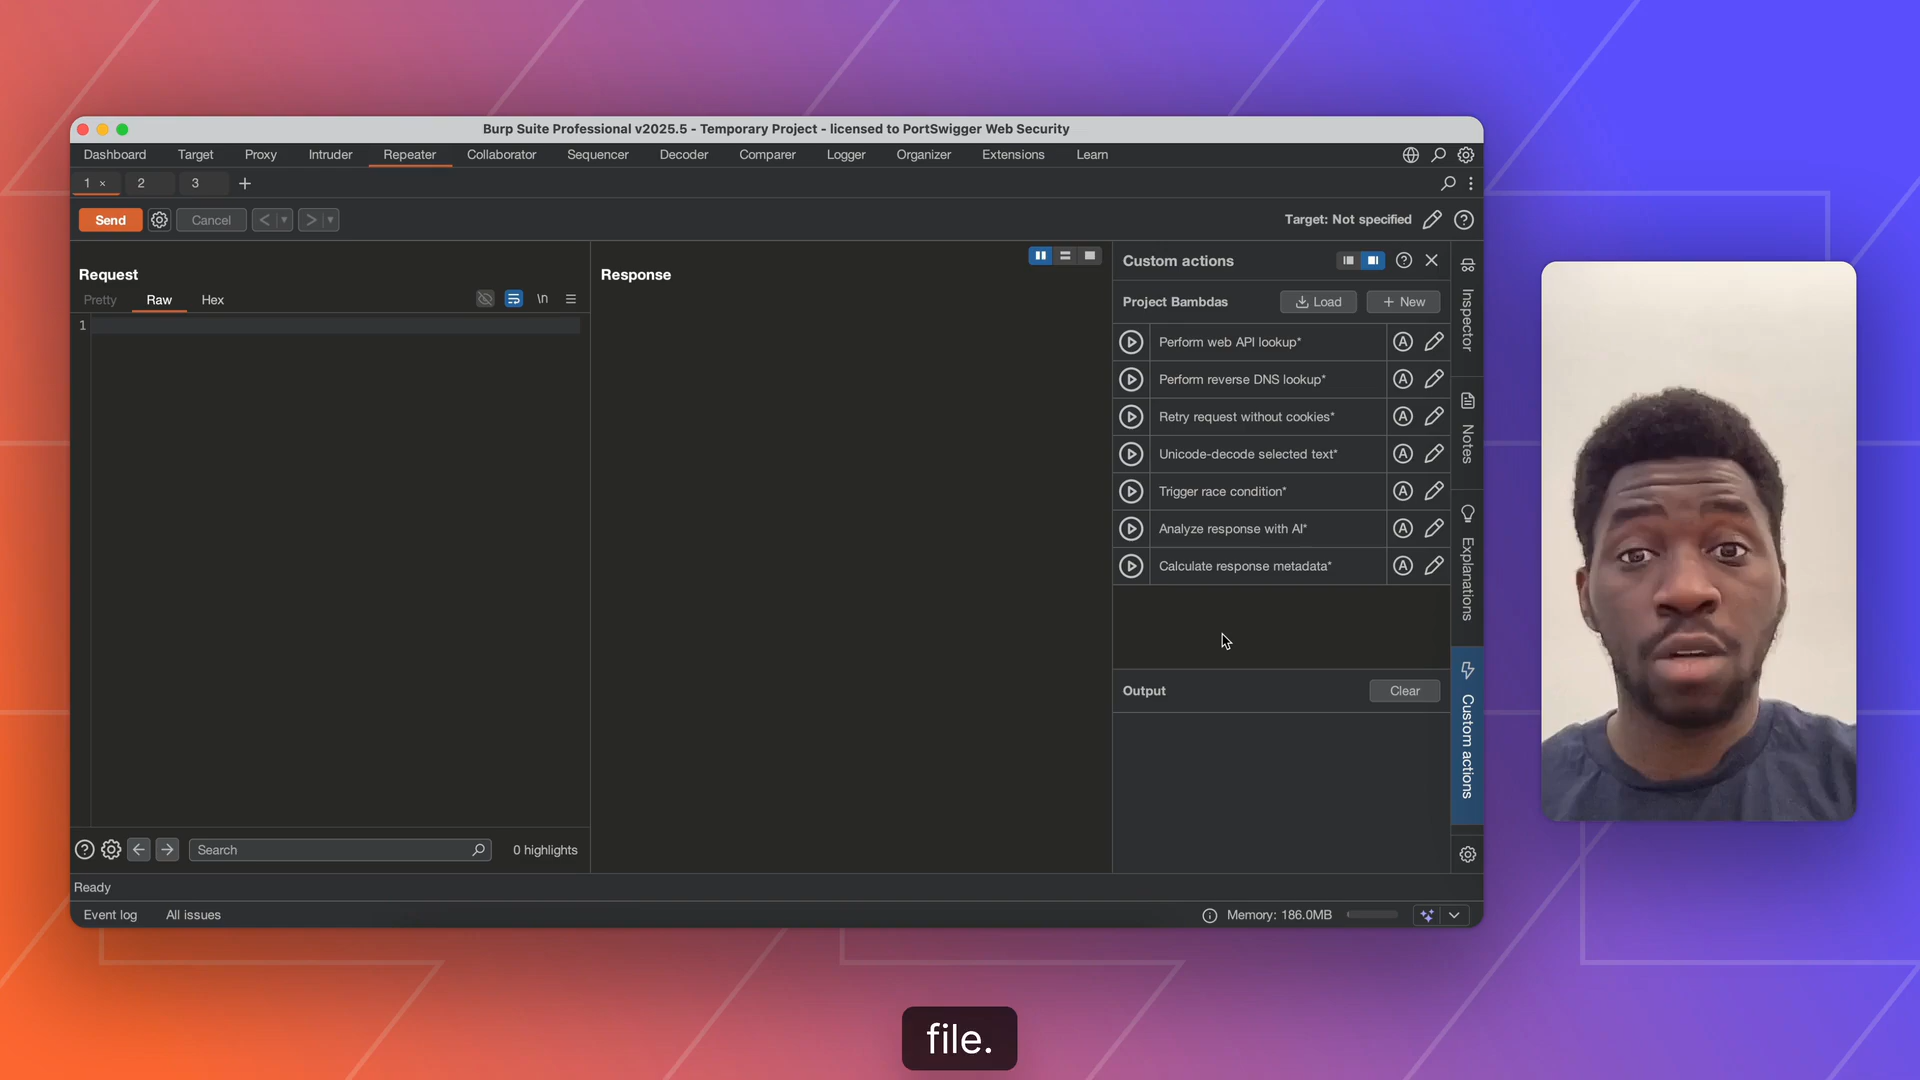 Burp Suite Professional v2025.5 - Temporary Project - licensed to PortSwigger Web Security
Dashboard Target Proxy Intruder Repeater Collaborator Sequencer Decoder Comparer Logger Organizer Extensions Learn
1 × 2 3 +
Send Cancel < > Target: Not specified
Request
Pretty Raw Hex \n
1
Response
Custom actions
Project Bambdas Load + New
Perform web API lookup* A
Perform reverse DNS lookup* A
Retry request without cookies* A
Unicode-decode selected text* A
Trigger race condition* A
Analyze response with AI* A
Calculate response metadata* A
Output Clear
Inspector
Notes
Explanations
Custom actions
Search 0 highlights
Ready
Event log All issues Memory: 186.0MB
file.